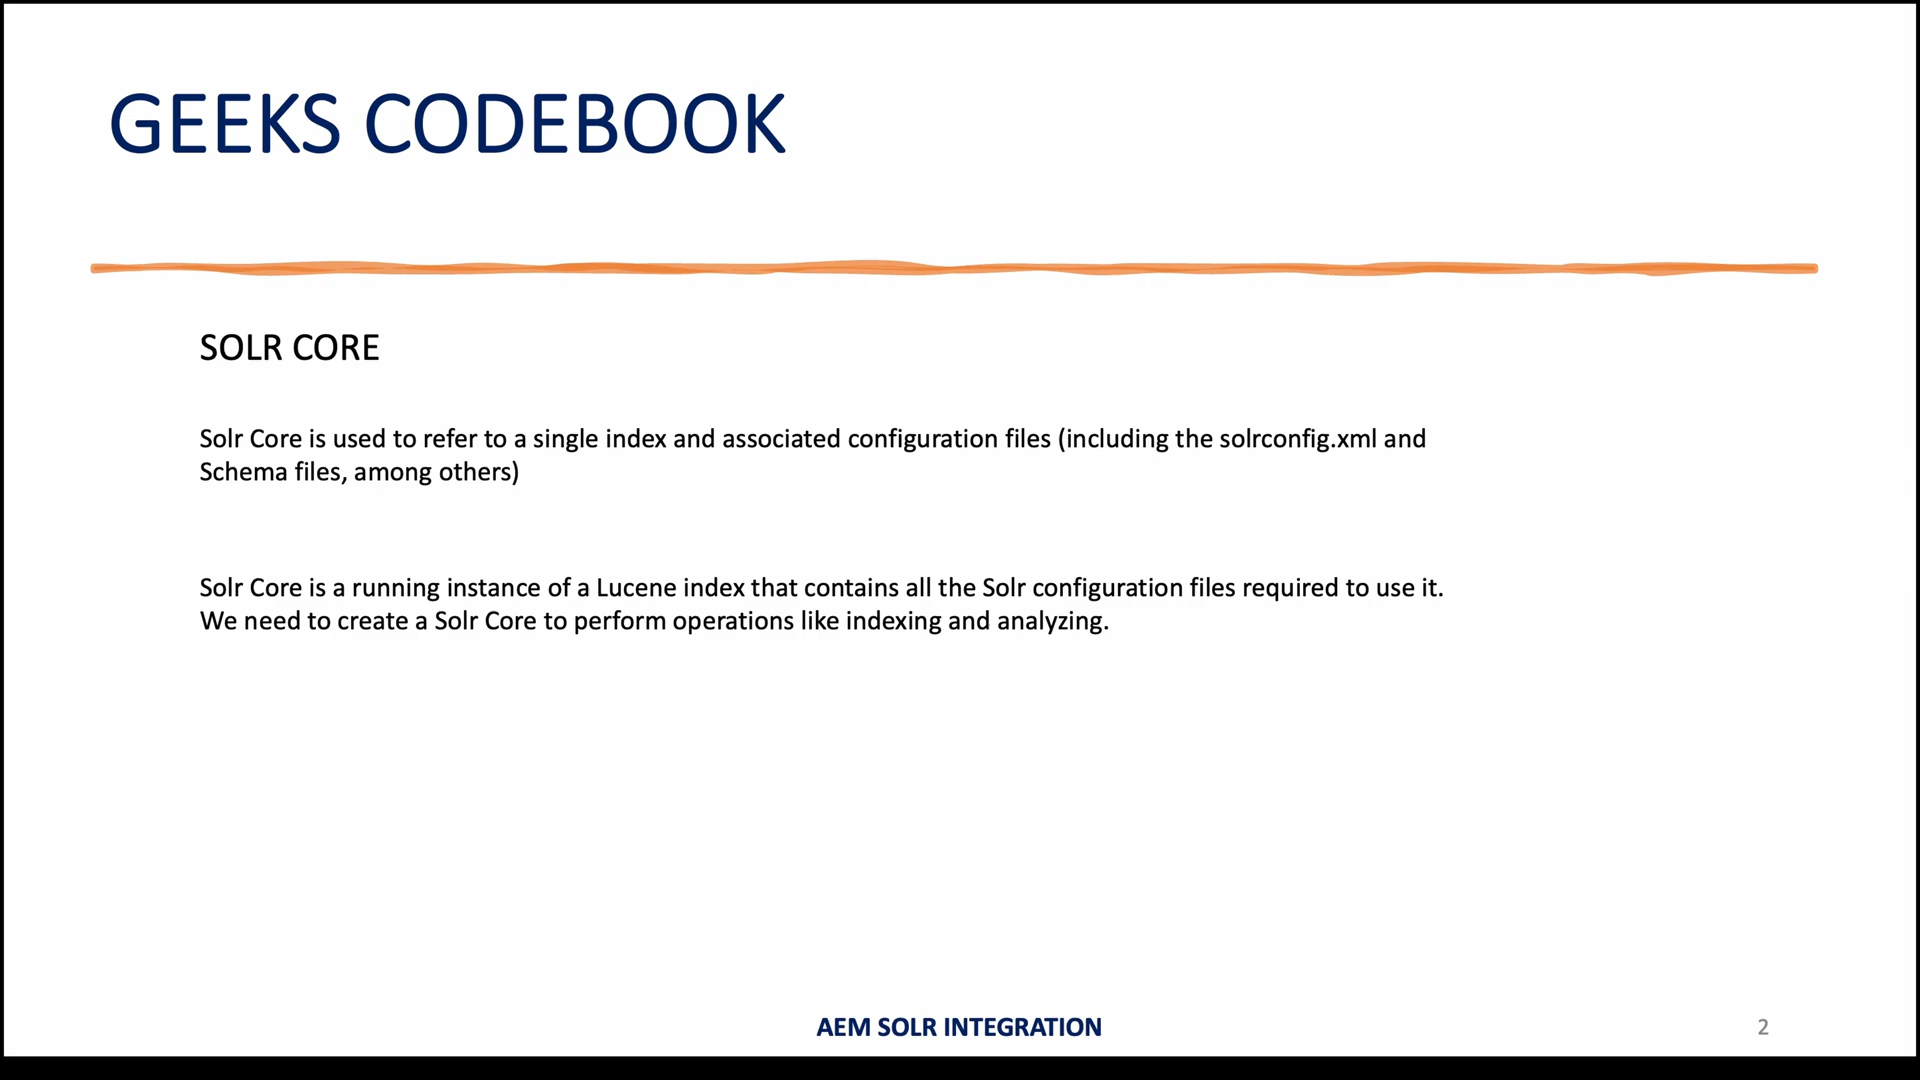 GEEKS CODEBOOK
SOLR CORE
Solr Core is used to refer to a single index and associated configuration files (including the solrconfig.xml and
Schema files, among others)
Solr Core is a running instance of a Lucene index that contains all the Solr configuration files required to use it.
We need to create a Solr Core to perform operations like indexing and analyzing.
AEM SOLR INTEGRATION
2